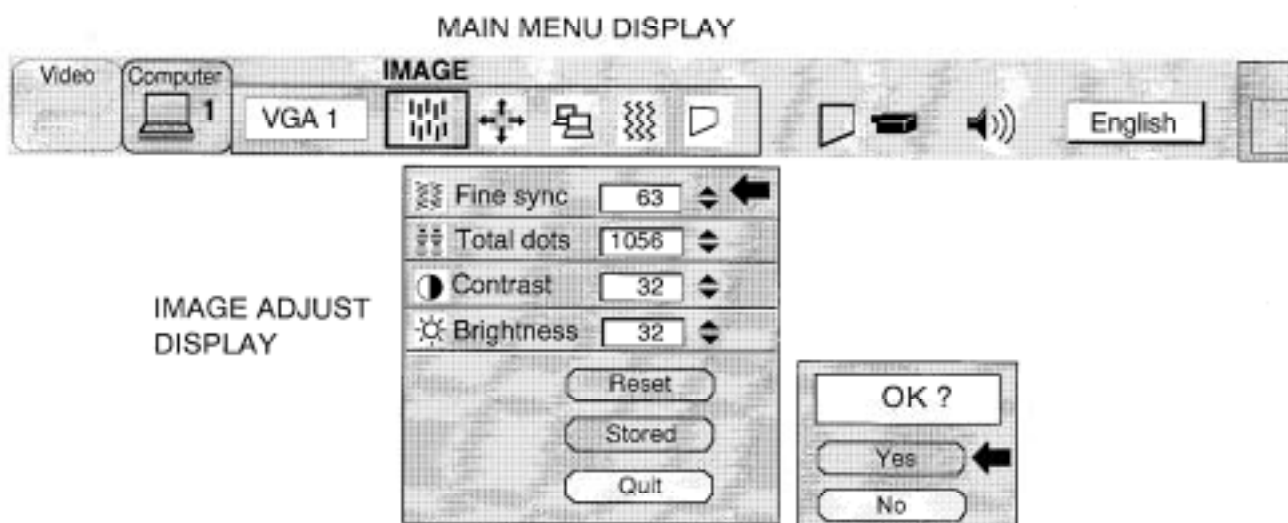 MAIN MENU DISPLAY
Video
Computer
1
VGA 1
IMAGE
English
Fine sync 63
Total dots 1056
Contrast 32
Brightness 32
IMAGE ADJUST
DISPLAY
Reset
Stored
Quit
OK ?
Yes
No